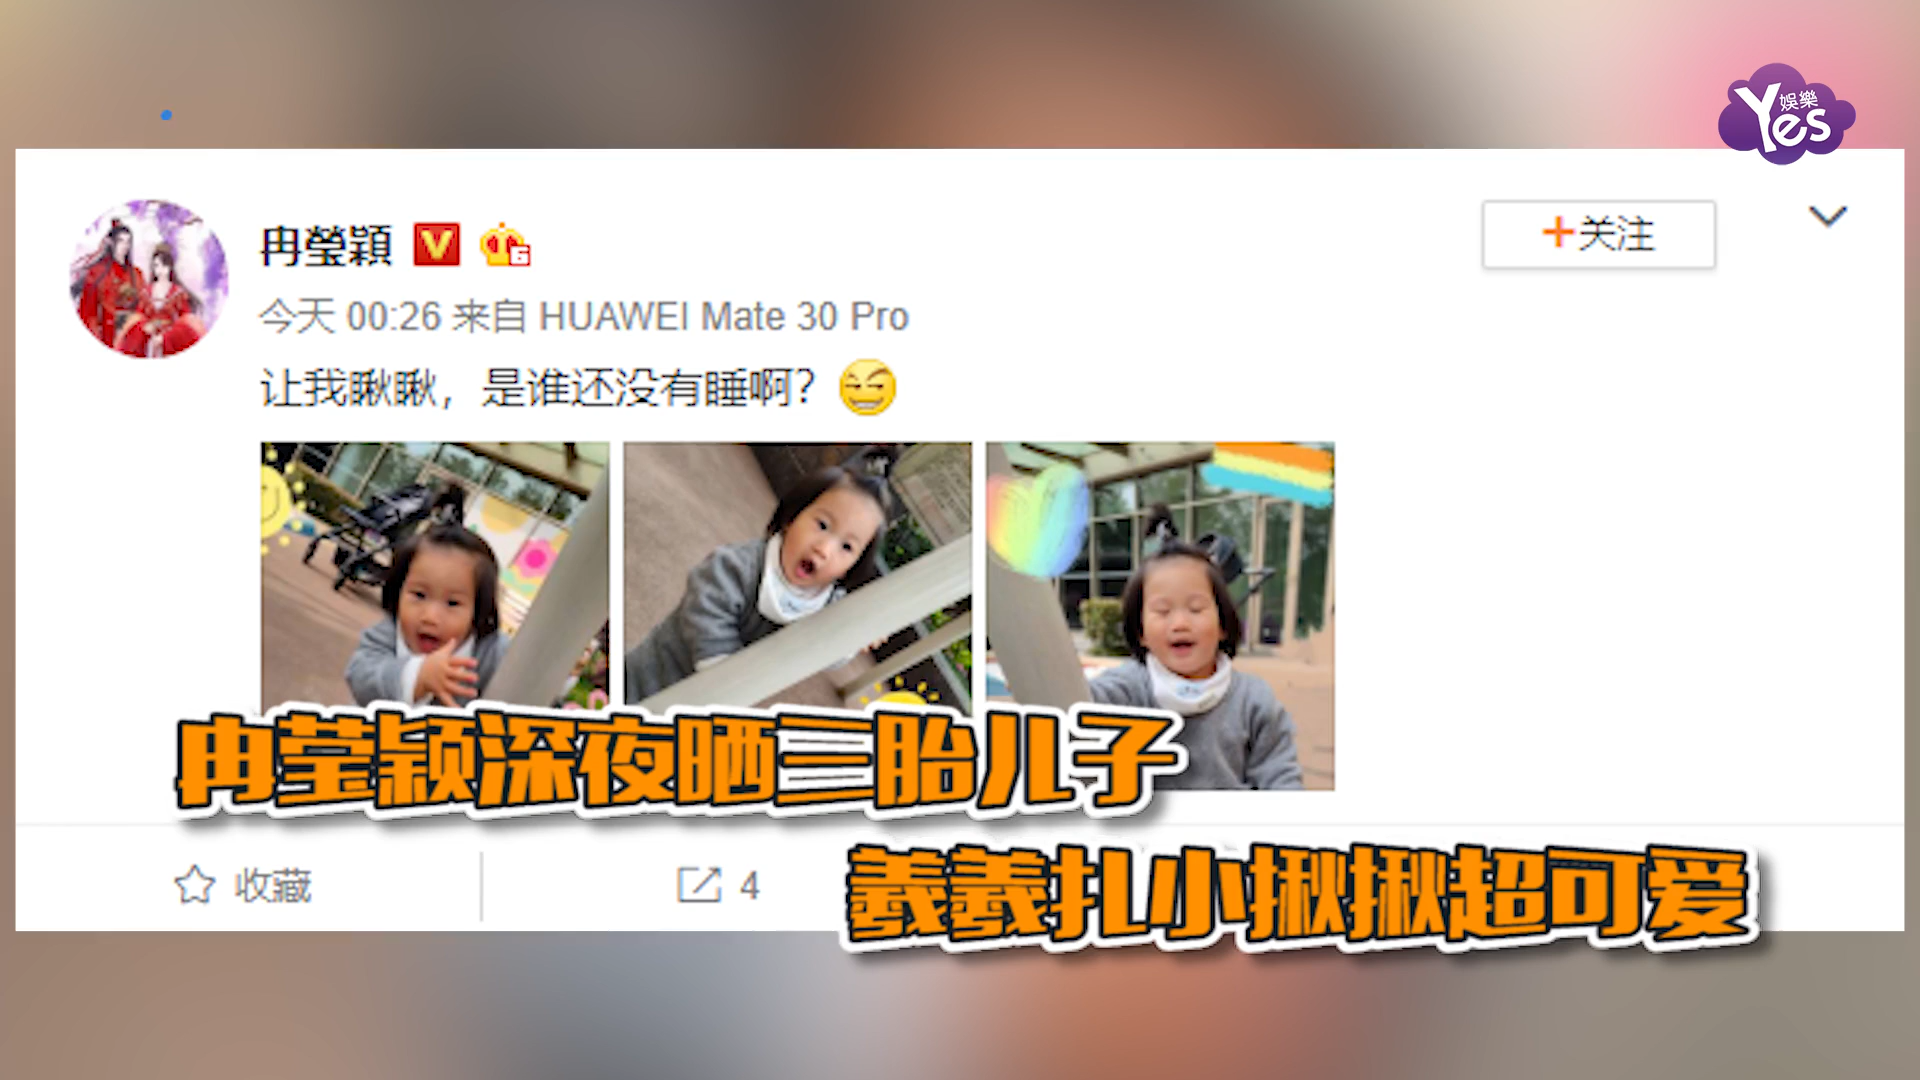 Yes 娛樂
冉瑩穎
+关注
今天 00:26 来自 HUAWEI Mate 30 Pro
让我瞅瞅，是谁还没有睡啊？
冉莹颖深夜晒三胎儿子
收藏
4
羲羲扎小揪揪超可爱